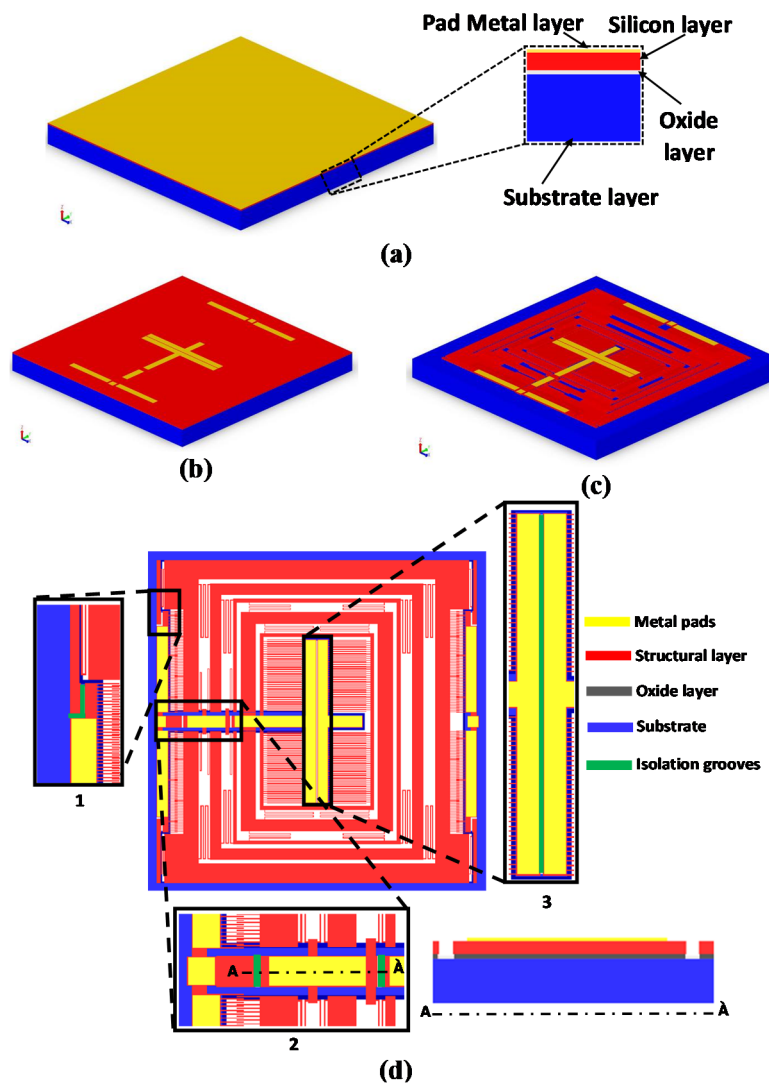 Pad Metal layer
Silicon layer
Oxide
layer
Substrate layer
(a)
(b)
(c)
Metal pads
Structural layer
Oxide layer
Substrate
Isolation grooves
1
3
A
À
2
A
À
(d)